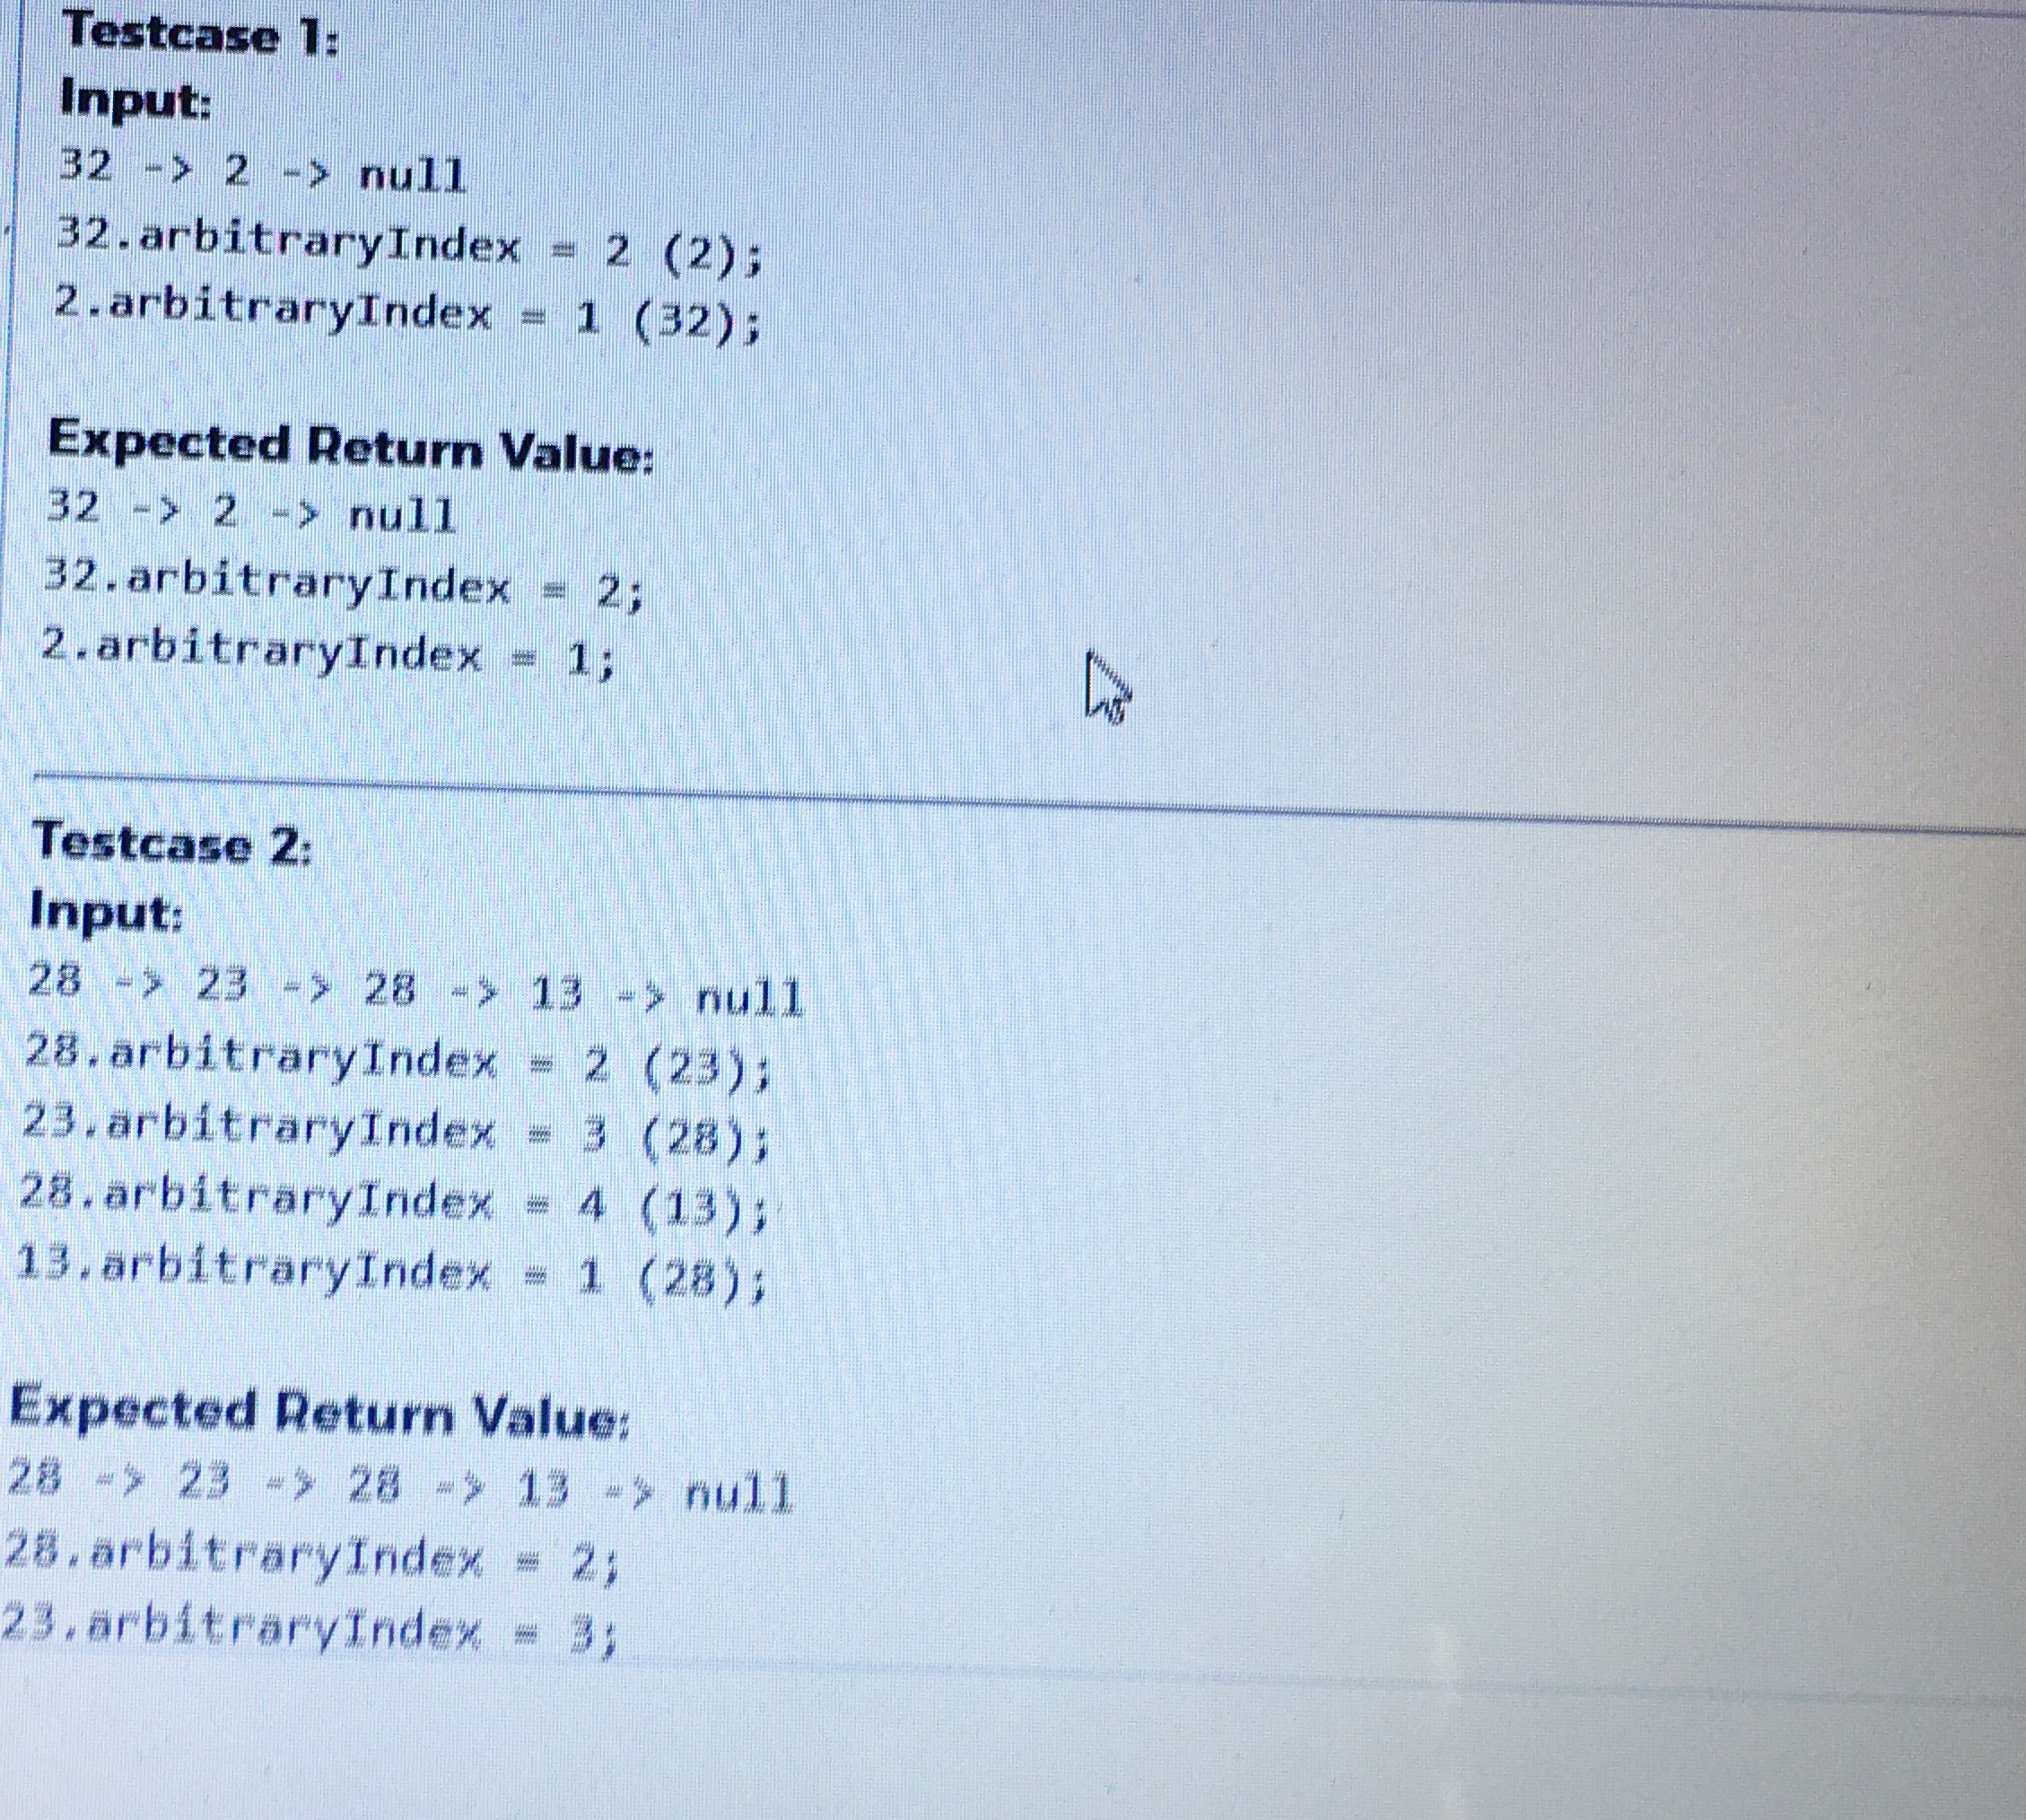 Testcase 1:
Input:
32 -> 2 -> null
32.arbitraryIndex = 2 (2);
2.arbitraryIndex = 1 (32);
Expected Return Value:
32 -> 2 -> null
32.arbitraryIndex = 2;
2.arbitraryIndex = 1;
Testcase 2:
Input:
28 -> 23 -> 28 -> 13 -> null
28.arbitraryIndex = 2 (23);
23.arbitraryIndex = 3 (28);
28.arbitraryIndex = 4 (13);
13.arbitraryIndex = 1 (28);
Expected Return Value:
28 -> 23 -> 28 -> 13 -> null
28.arbitraryIndex = 2;
23.arbitraryIndex = 3;